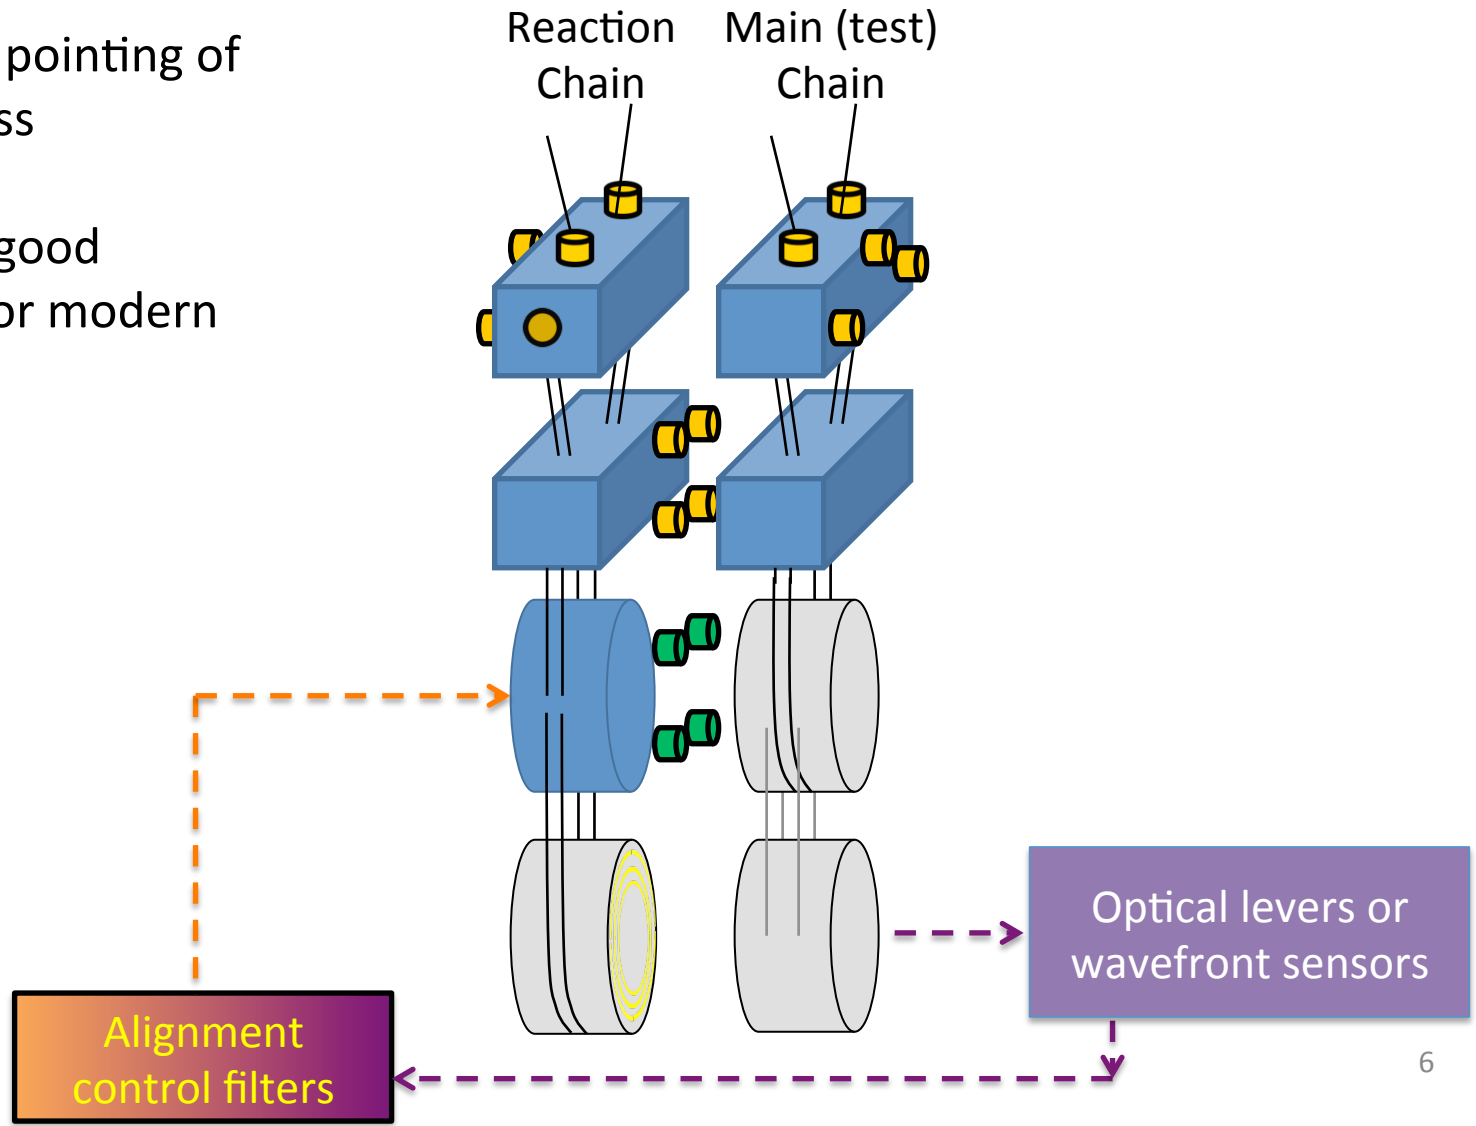 pointing of
ss
good
or modern
Reaction
Chain
Main (test)
Chain
Optical levers or
wavefront sensors
Alignment
control filters
6